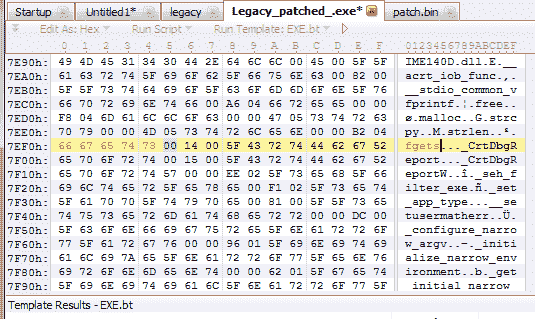 Startup Untitled1* legacy Legacy_patched_.exe* patch.bin
Edit As: Hex Run Script Run Template: EXE.bt
0 1 2 3 4 5 6 7 8 9 A B C D E F 0123456789ABCDEF
7E90h: 49 4D 45 31 34 30 44 2E 64 6C 6C 00 45 00 5F 5F IME140D.dll.E.__
7EA0h: 61 63 72 74 5F 69 6F 62 5F 66 75 6E 63 00 82 00 acrt_iob_func.‚.
7EB0h: 5F 5F 73 74 64 69 6F 5F 63 6F 6D 6D 6F 6E 5F 76 __stdio_common_v
7EC0h: 66 70 72 69 6E 74 66 00 A0 04 66 72 65 65 00 00 fprintf. .free..
7ED0h: F8 04 6D 61 6C 6C 6F 63 00 00 47 05 73 74 72 63 ø.malloc..G.strc
7EE0h: 70 79 00 00 4D 05 73 74 72 6C 65 6E 00 00 B2 04 py..M.strlen..².
7EF0h: 66 67 65 74 73 00 14 00 5F 43 72 74 44 62 67 52 fgets..._CrtDbgR
7F00h: 65 70 6F 72 74 00 15 00 5F 43 72 74 44 62 67 52 eport..._CrtDbgR
7F10h: 65 70 6F 72 74 57 00 00 EE 02 5F 73 65 68 5F 66 eportW..î._seh_f
7F20h: 69 6C 74 65 72 5F 65 78 65 00 F1 02 5F 73 65 74 ilter_exe.ñ._set
7F30h: 5F 61 70 70 5F 74 79 70 65 00 81 00 5F 5F 73 65 _app_type...__se
7F40h: 74 75 73 65 72 6D 61 74 68 65 72 72 00 00 DC 00 tusermatherr..Ü.
7F50h: 5F 63 6F 6E 66 69 67 75 72 65 5F 6E 61 72 72 6F _configure_narro
7F60h: 77 5F 61 72 67 76 00 00 96 01 5F 69 6E 69 74 69 w_argv..–._initi
7F70h: 61 6C 69 7A 65 5F 6E 61 72 72 6F 77 5F 65 6E 76 alize_narrow_env
7F80h: 69 72 6F 6E 6D 65 6E 74 00 00 62 02 5F 67 65 74 ironment..b._get
7F90h: 5F 69 6E 69 74 69 61 6C 5F 6E 61 72 72 6F 77 5F _initial_narrow_
Template Results - EXE.bt